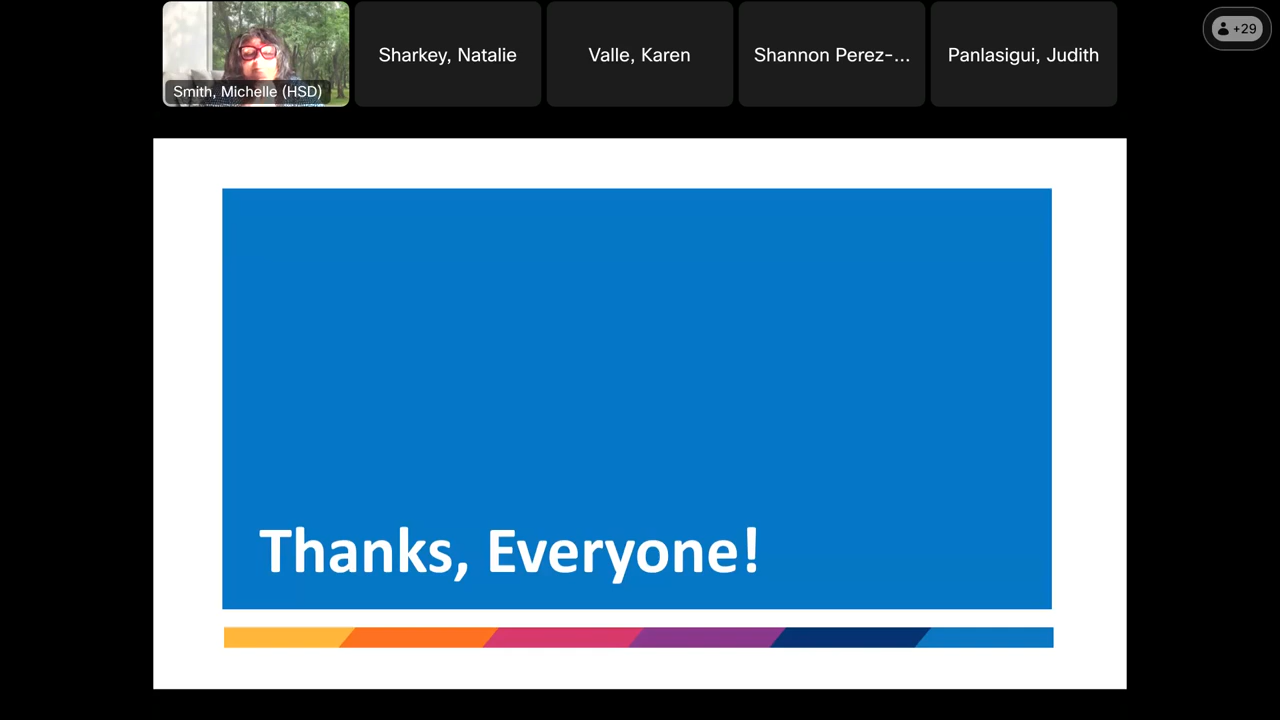 Smith, Michelle (HSD)
Sharkey, Natalie
Valle, Karen
Shannon Perez-...
Panlasigui, Judith
+29
Thanks, Everyone!